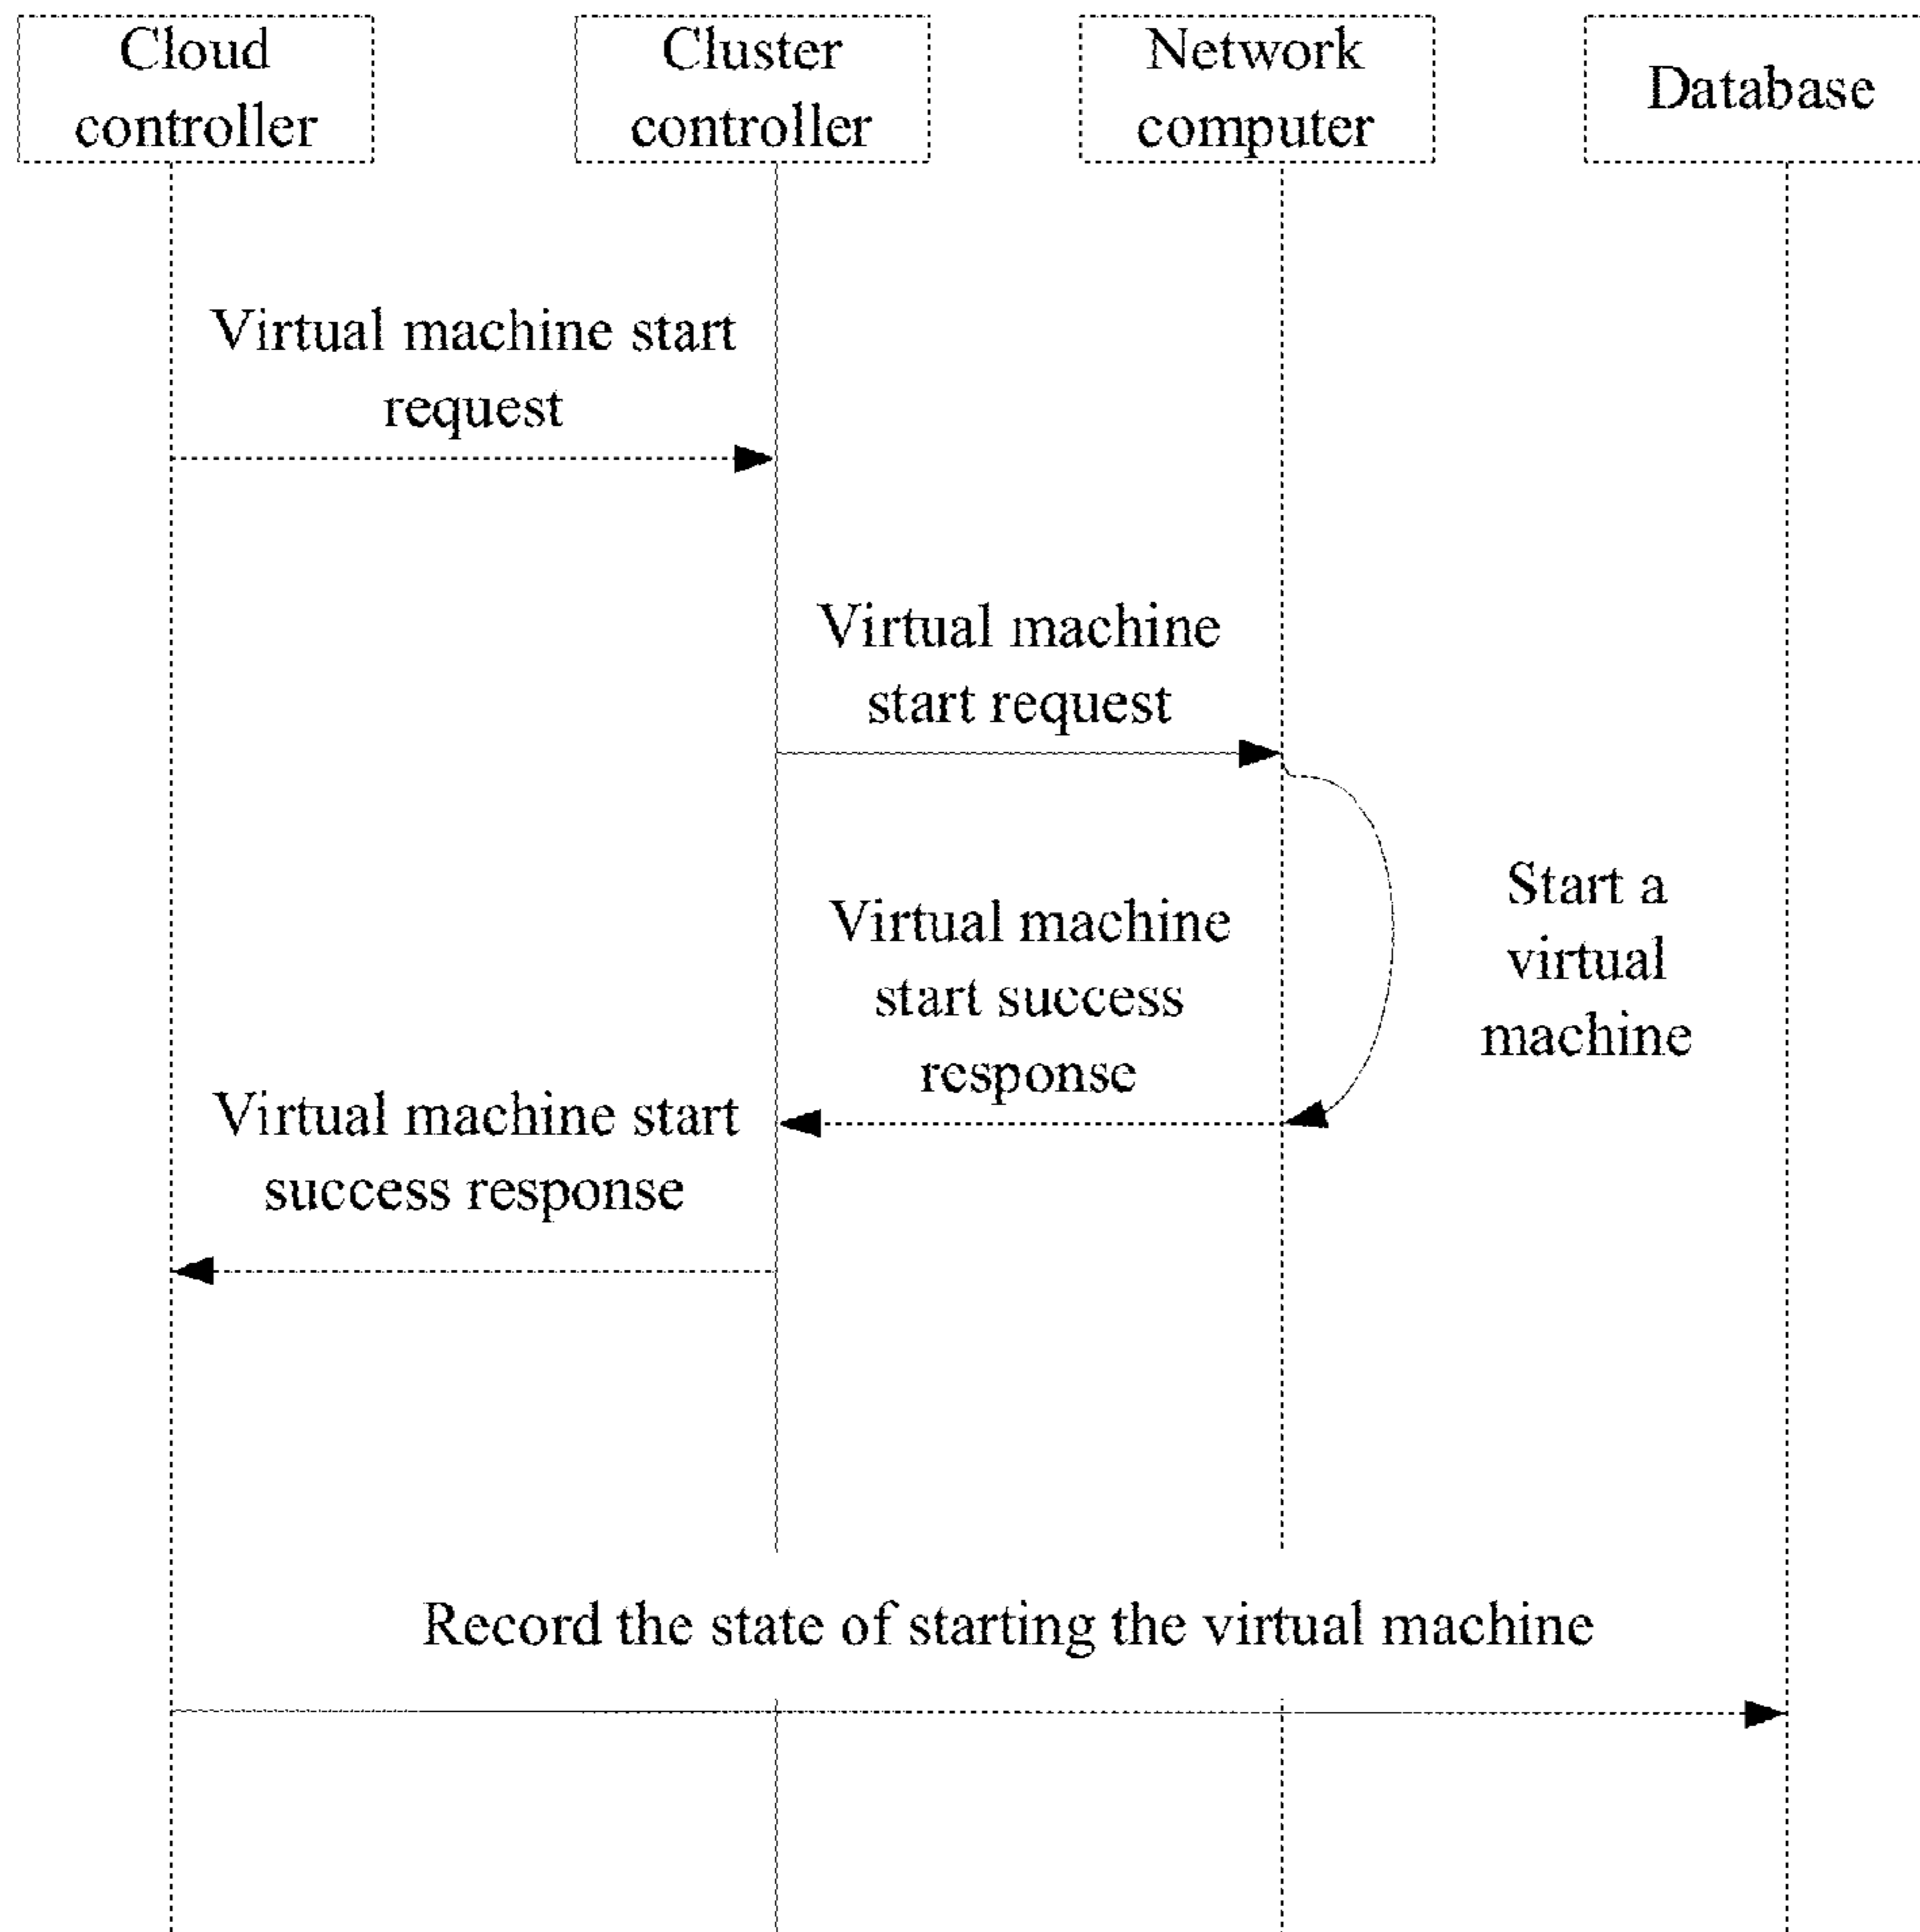 Cloud
controller
Cluster
controller
Network
computer
Database
Virtual machine start
request
Virtual machine
start request
Start a
virtual
machine
Virtual machine
start success
response
Virtual machine start
success response
Record the state of starting the virtual machine